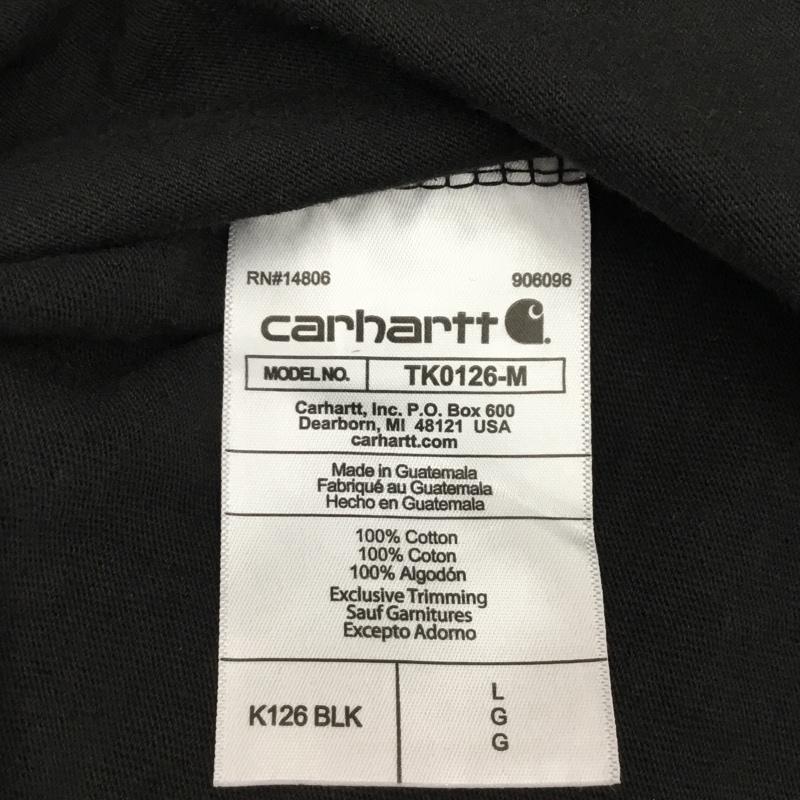 RN#14806 906096
carhartt
MODEL NO. TK0126-M
Carhartt, Inc. P.O. Box 600
Dearborn, MI 48121 USA
carhartt.com
Made in Guatemala
Fabriqué au Guatemala
Hecho en Guatemala
100% Cotton
100% Coton
100% Algodón
Exclusive Trimming
Sauf Garnitures
Excepto Adorno
K126 BLK
L
G
G